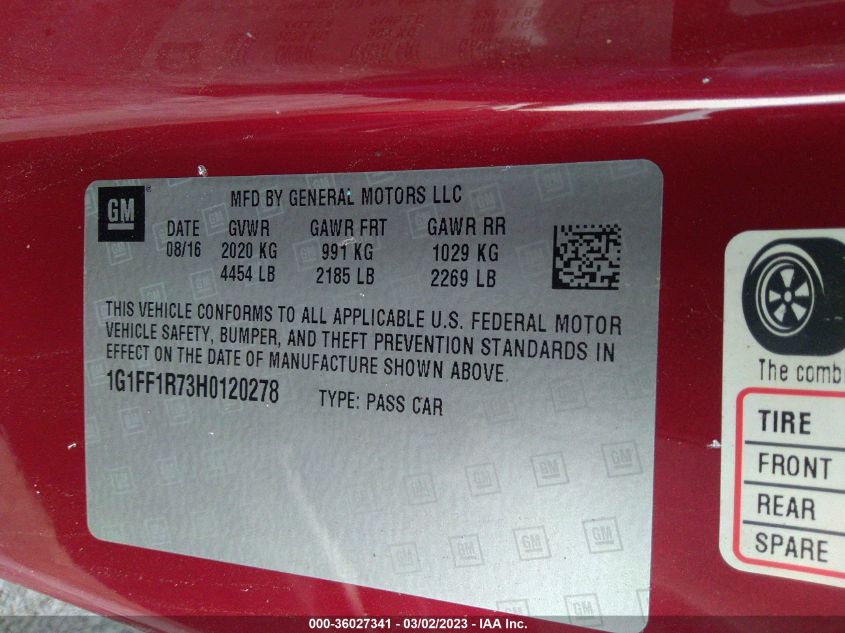 GM
MFD BY GENERAL MOTORS LLC
DATE GVWR GAWR FRT GAWR RR
08/16 2020 KG 991 KG 1029 KG
4454 LB 2185 LB 2269 LB
THIS VEHICLE CONFORMS TO ALL APPLICABLE U.S. FEDERAL MOTOR
VEHICLE SAFETY, BUMPER, AND THEFT PREVENTION STANDARDS IN
EFFECT ON THE DATE OF MANUFACTURE SHOWN ABOVE.
1G1FF1R73H0120278 TYPE: PASS CAR
The combi
TIRE
FRONT
REAR
SPARE
000-36027341 - 03/02/2023 - IAA Inc.